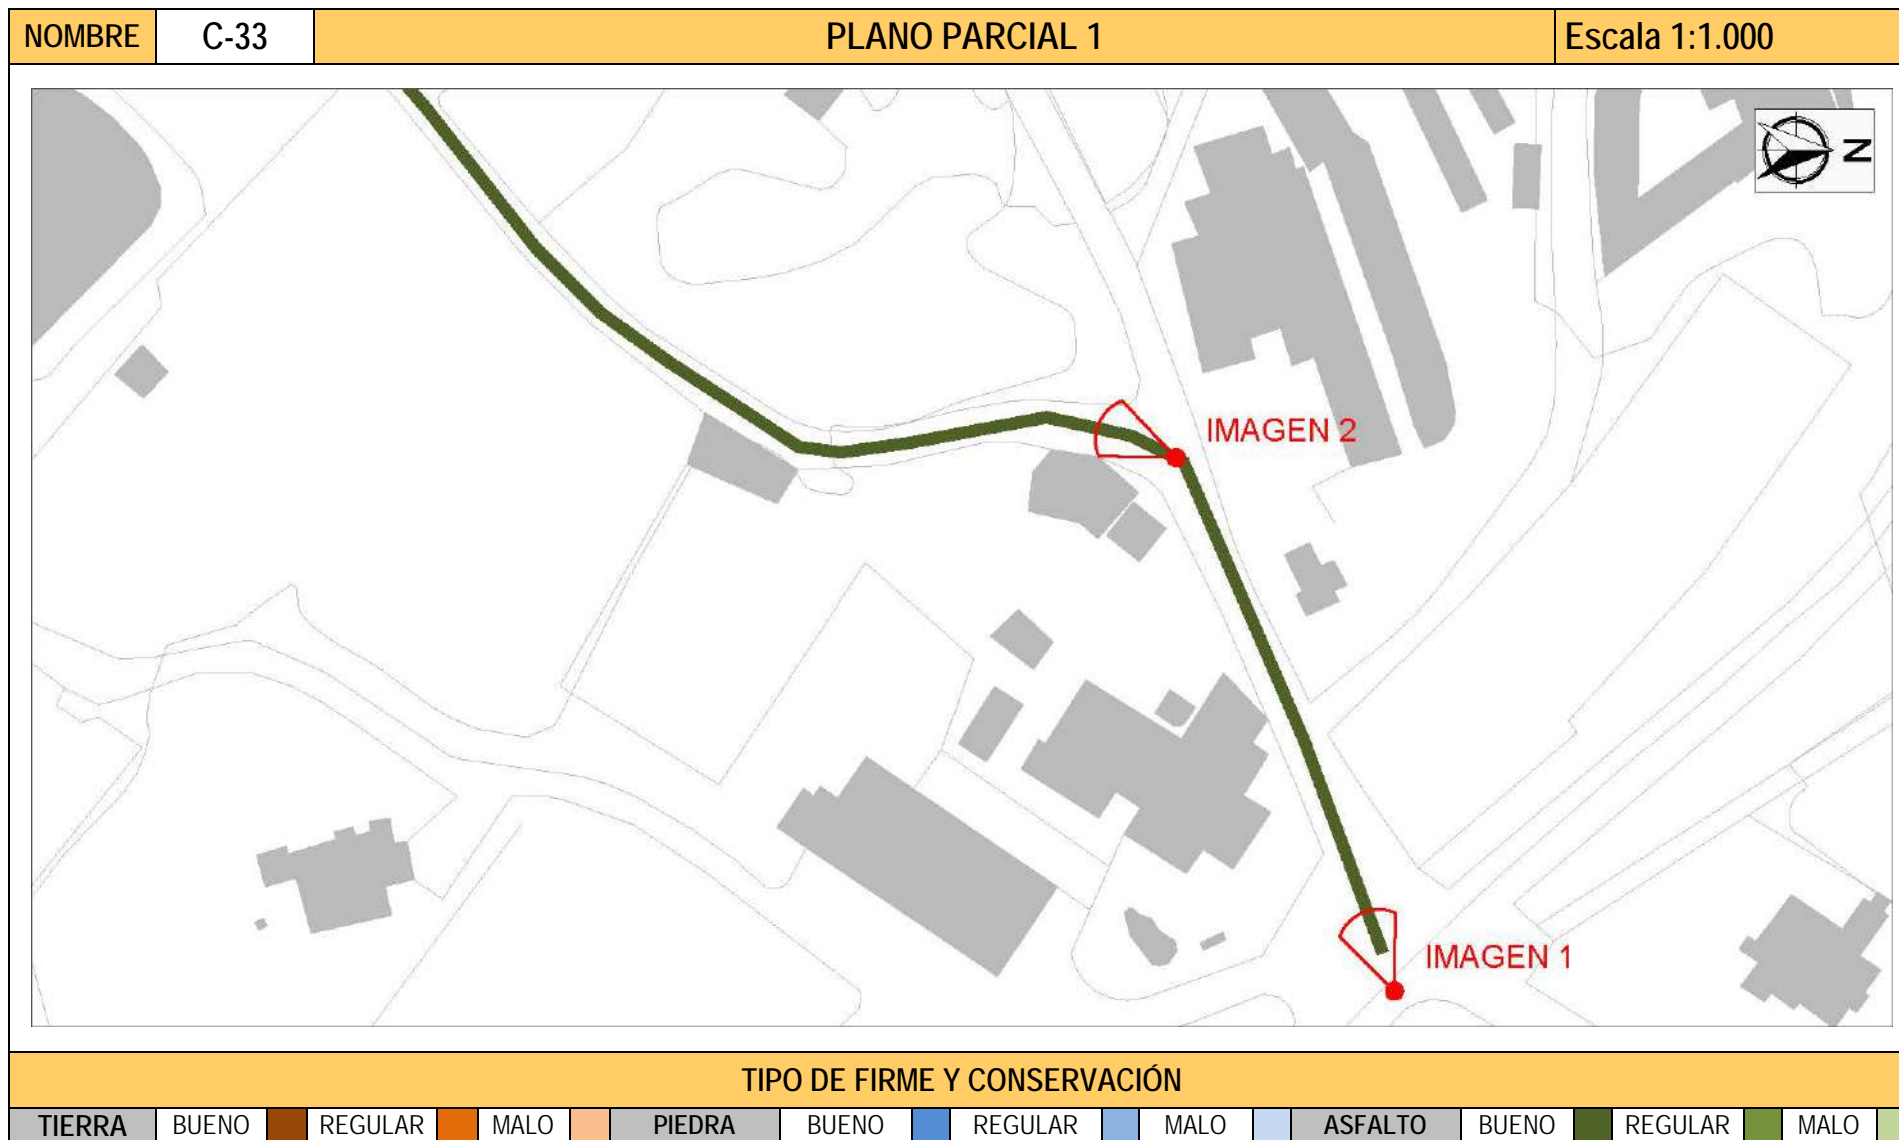 NOMBRE C-33 PLANO PARCIAL 1 Escala 1:1.000
N
IMAGEN 2
IMAGEN 1
TIPO DE FIRME Y CONSERVACIÓN
TIERRA BUENO REGULAR MALO PIEDRA BUENO REGULAR MALO ASFALTO BUENO REGULAR MALO